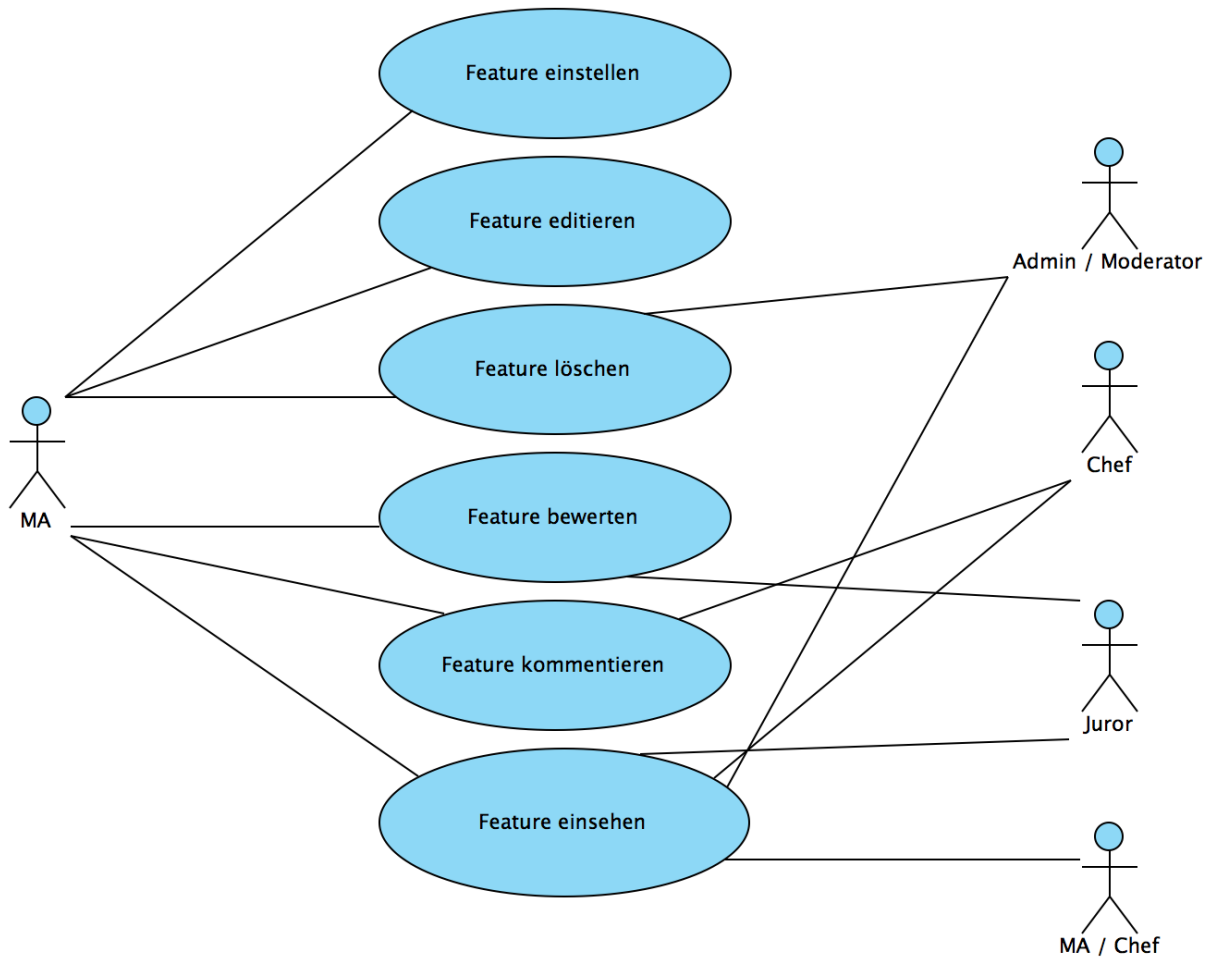 Feature einstellen
Feature editieren
Admin / Moderator
Feature löschen
Chef
MA
Feature bewerten
Feature kommentieren
Juror
Feature einsehen
MA / Chef